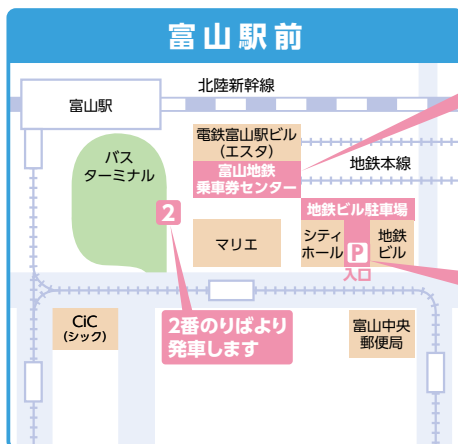 富山駅前
北陸新幹線
富山駅
電鉄富山駅ビル
(エスタ)
バス
ターミナル
富山地鉄
乗車券センター
地鉄本線
2
地鉄ビル駐車場
マリエ
シティ
ホール
P
入口
地鉄
ビル
CiC
(シック)
2番のりばより
発車します
富山中央
郵便局